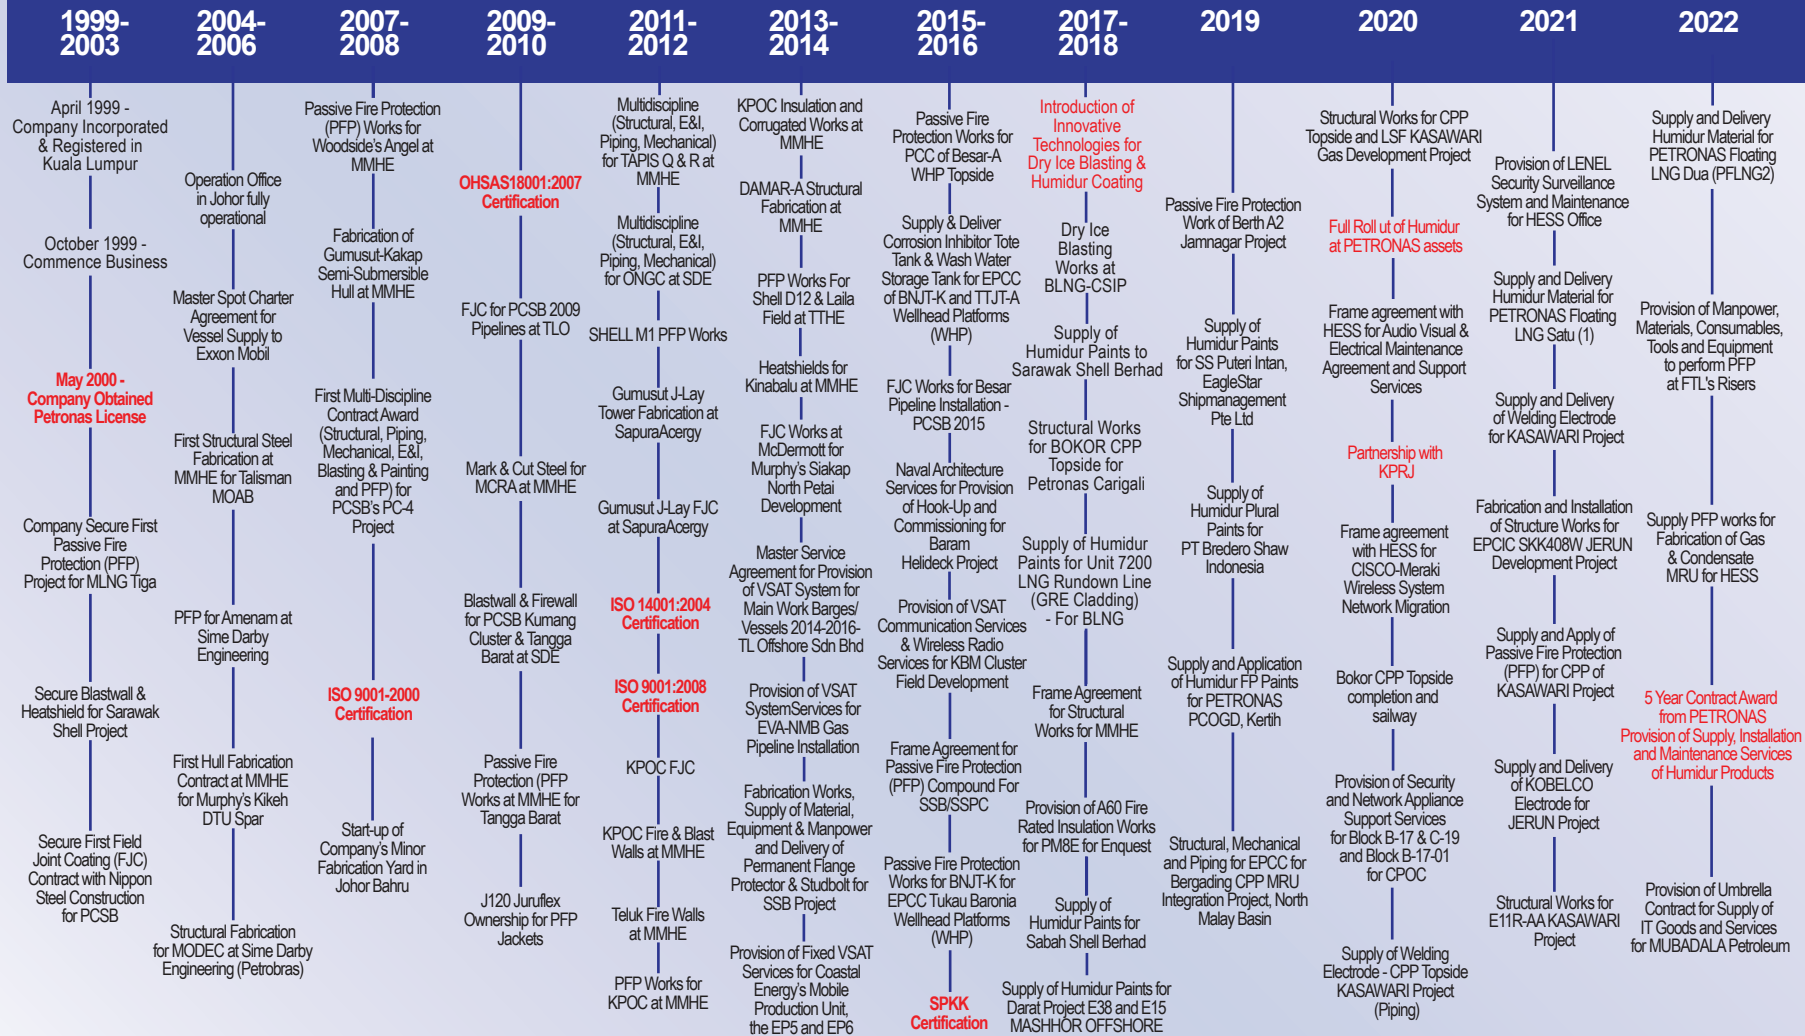 1999-
2003
April 1999 -
Company Incorporated
& Registered in
Kuala Lumpur
October 1999 -
Commence Business
May 2000 -
Company Obtained
Petronas License
Company Secure First
Passive Fire
Protection (PFP)
Project for MLNG Tiga
Secure Blastwall &
Heatshield for Sarawak
Shell Project
Secure First Field
Joint Coating (FJC)
Contract with Nippon
Steel Construction
for PCSB
2004-
2006
Operation Office
in Johor fully
operational
Master Spot Charter
Agreement for
Vessel Supply to
Exxon Mobil
First Structural Steel
Fabrication at
MMHE for Talisman
MOAB
PFP for Amenam at
Sime Darby
Engineering
First Hull Fabrication
Contract at MMHE
for Murphy's Kikeh
DTU Spar
Structural Fabrication
for MODEC at Sime Darby
Engineering (Petrobras)
2007-
2008
Passive Fire Protection
(PFP) Works for
Woodside's Angel at
MMHE
Fabrication of
Gumusut-Kakap
Semi-Submersible
Hull at MMHE
First Multi-Discipline
Contract Award
(Structural, Piping,
Mechanical, E&I,
Blasting & Painting
and PFP) for
PCSB's PC-4
Project
ISO 9001-2000
Certification
Start-up of
Company's Minor
Fabrication Yard in
Johor Bahru
2009-
2010
OHSAS18001:2007
Certification
FJC for PCSB 2009
Pipelines at TLO
Mark & Cut Steel for
MCRA at MMHE
Blastwall & Firewall
for PCSB Kumang
Cluster & Tangga
Barat at SDE
Passive Fire
Protection (PFP
Works at MMHE for
Tangga Barat
J120 Juruflex
Ownership for PFP
Jackets
2011-
2012
Multidiscipline
(Structural, E&I,
Piping, Mechanical)
for TAPIS Q & R at
MMHE
Multidiscipline
(Structural, E&I,
Piping, Mechanical)
for ONGC at SDE
SHELL M1 PFP Works
Gumusut J-Lay
Tower Fabrication at
SapuraAcergy
Gumusut J-Lay FJC
at SapuraAcergy
ISO 14001:2004
Certification
ISO 9001:2008
Certification
KPOC FJC
KPOC Fire & Blast
Walls at MMHE
Teluk Fire Walls
at MMHE
PFP Works for
KPOC at MMHE
2013-
2014
KPOC Insulation and
Corrugated Works at
MMHE
DAMAR-A Structural
Fabrication at
MMHE
PFP Works For
Shell D12 & Laila
Field at TTHE
Heatshields for
Kinabalu at MMHE
FJC Works at
McDermott for
Murphy's Siakap
North Petai
Development
Master Service
Agreement for Provision
of VSAT System for
Main Work Barges/
Vessels 2014-2016-
TL Offshore Sdn Bhd
Provision of VSAT
SystemServices for
EVA-NMB Gas
Pipeline Installation
Fabrication Works,
Supply of Material,
Equipment & Manpower
and Delivery of
Permanent Flange
Protector & Studbolt for
SSB Project
Provision of Fixed VSAT
Services for Coastal
Energy's Mobile
Production Unit,
the EP5 and EP6
2015-
2016
Passive Fire
Protection Works for
PCC of Besar-A
WHP Topside
Supply & Deliver
Corrosion Inhibitor Tote
Tank & Wash Water
Storage Tank for EPCC
of BNJT-K and TTJT-A
Wellhead Platforms
(WHP)
FJC Works for Besar
Pipeline Installation -
PCSB 2015
Naval Architecture
Services for Provision
of Hook-Up and
Commissioning for
Baram
Helideck Project
Provision of VSAT
Communication Services
& Wireless Radio
Services for KBM Cluster
Field Development
Frame Agreement for
Passive Fire Protection
(PFP) Compound For
SSB/SSPC
Passive Fire Protection
Works for BNJT-K for
EPCC Tukau Baronia
Wellhead Platforms
(WHP)
SPKK
Certification
2017-
2018
Introduction of
Innovative
Technologies for
Dry Ice Blasting &
Humidur Coating
Dry Ice
Blasting
Works at
BLNG-CSIP
Supply of
Humidur Paints to
Sarawak Shell Berhad
Structural Works
for BOKOR CPP
Topside for
Petronas Carigali
Supply of Humidur
Paints for Unit 7200
LNG Rundown Line
(GRE Cladding)
- For BLNG
Frame Agreement
for Structural
Works for MMHE
Provision of A60 Fire
Rated Insulation Works
for PM8E for Enquest
Supply of
Humidur Paints for
Sabah Shell Berhad
Supply of Humidur Paints for
Darat Project E38 and E15
MASHHOR OFFSHORE
2019
Passive Fire Protection
Work of Berth A2
Jamnagar Project
Supply of
Humidur Paints
for SS Puteri Intan,
EagleStar
Shipmanagement
Pte Ltd
Supply of
Humidur Plural
Paints for
PT Bredero Shaw
Indonesia
Supply and Application
of Humidur FP Paints
for PETRONAS
PCOGD, Kertih
Structural, Mechanical
and Piping for EPCC for
Bergading CPP MRU
Integration Project, North
Malay Basin
2020
Structural Works for CPP
Topside and LSF KASAWARI
Gas Development Project
Full Roll ut of Humidur
at PETRONAS assets
Frame agreement with
HESS for Audio Visual &
Electrical Maintenance
Agreement and Support
Services
Partnership with
KPRJ
Frame agreement
with HESS for
CISCO-Meraki
Wireless System
Network Migration
Bokor CPP Topside
completion and
sailway
Provision of Security
and Network Appliance
Support Services
for Block B-17 & C-19
and Block B-17-01
for CPOC
Supply of Welding
Electrode - CPP Topside
KASAWARI Project
(Piping)
2021
Provision of LENEL
Security Surveillance
System and Maintenance
for HESS Office
Supply and Delivery
Humidur Material for
PETRONAS Floating
LNG Satu (1)
Supply and Delivery
of Welding Electrode
for KASAWARI Project
Fabrication and Installation
of Structure Works for
EPCIC SKK408W JERUN
Development Project
Supply and Apply of
Passive Fire Protection
(PFP) for CPP of
KASAWARI Project
Supply and Delivery
of KOBELCO
Electrode for
JERUN Project
Structural Works for
E11R-AA KASAWARI
Project
2022
Supply and Delivery
Humidur Material for
PETRONAS Floating
LNG Dua (PFLNG2)
Provision of Manpower,
Materials, Consumables,
Tools and Equipment
to perform PFP
at FTL's Risers
Supply PFP works for
Fabrication of Gas
& Condensate
MRU for HESS
5 Year Contract Award
from PETRONAS
Provision of Supply, Installation
and Maintenance Services
of Humidur Products
Provision of Umbrella
Contract for Supply of
IT Goods and Services
for MUBADALA Petroleum